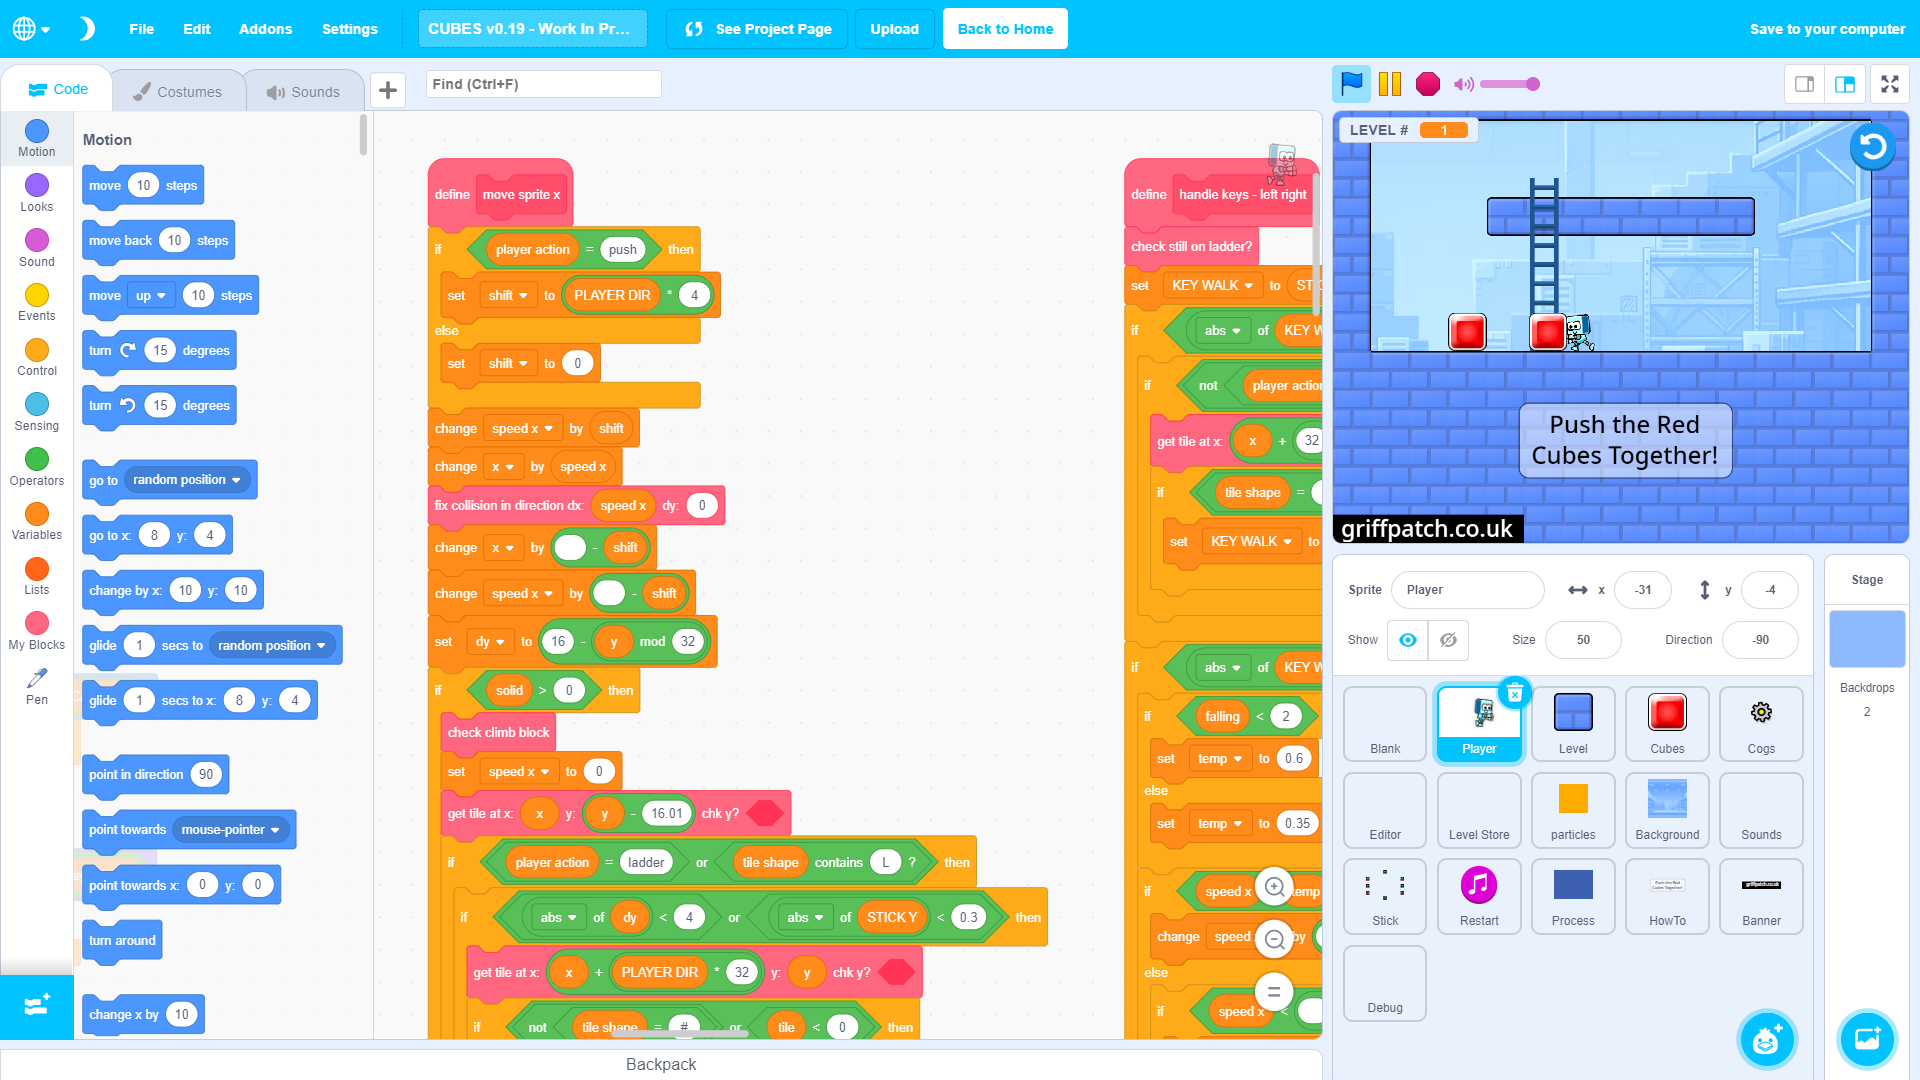 File Edit Addons Settings CUBES v0.19 - Work In Pr... See Project Page Upload Back to Home Save to your computer
Code Costumes Sounds Find (Ctrl+F)
Motion
Looks
Sound
Events
Control
Sensing
Operators
Variables
Lists
My Blocks
Pen
Motion
move 10 steps
move back 10 steps
move up 10 steps
turn 15 degrees
turn 15 degrees
go to random position
go to x: 8 y: 4
change by x: 10 y: 10
glide 1 secs to random position
glide 1 secs to x: 8 y: 4
point in direction 90
point towards mouse-pointer
point towards x: 0 y: 0
turn around
change x by 10
define move sprite x
if player action = push then
set shift to PLAYER DIR * 4
else
set shift to 0
change speed x by shift
change x by speed x
fix collision in direction dx: speed x dy: 0
change x by - shift
change speed x by - shift
set dy to 16 - y mod 32
if solid > 0 then
check climb block
set speed x to 0
get tile at x: x y: y - 16.01 chk y?
if player action = ladder or tile shape contains L ? then
if abs of dy < 4 or abs of STICK Y < 0.3 then
get tile at x: x + PLAYER DIR * 32 y: y chk y?
if not tile shape = # or tile < 0 then
define handle keys - left right
check still on ladder?
set KEY WALK to
if abs of KEY
if not player
get tile at x: x + 32
if tile shape =
set KEY WALK to
if abs of KEY
if falling < 2
set temp to 0.6
else
set temp to 0.35
if speed x
change speed by
else
if speed x <
Backpack
LEVEL # 1
Push the Red
Cubes Together!
griffpatch.co.uk
Sprite Player x -31 y -4
Show Size 50 Direction -90
Blank Player Level Cubes Cogs
Editor Level Store particles Background Sounds
Stick Restart Process HowTo Banner
Debug
Stage
Backdrops
2